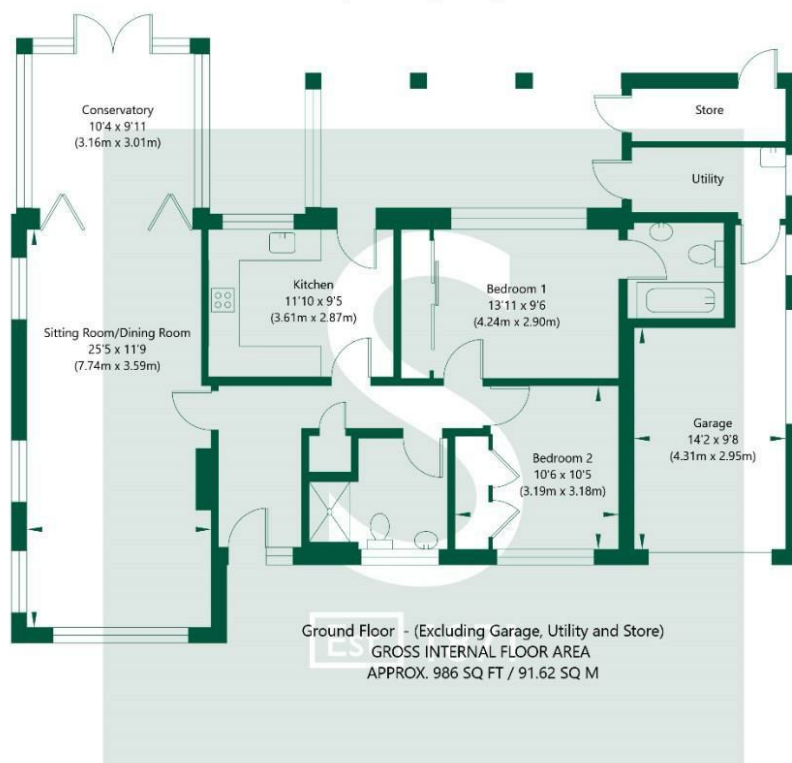 Conservatory
10'4 x 9'11
(3.16m x 3.01m)
Store
Utility
Kitchen
11'10 x 9'5
(3.61m x 2.87m)
Bedroom 1
13'11 x 9'6
(4.24m x 2.90m)
Sitting Room/Dining Room
25'5 x 11'9
(7.74m x 3.59m)
Garage
14'2 x 9'8
(4.31m x 2.95m)
Bedroom 2
10'6 x 10'5
(3.19m x 3.18m)
S
Ground Floor - (Excluding Garage, Utility and Store)
Est
GROSS INTERNAL FLOOR AREA
APPROX. 986 SQ FT / 91.62 SQ M